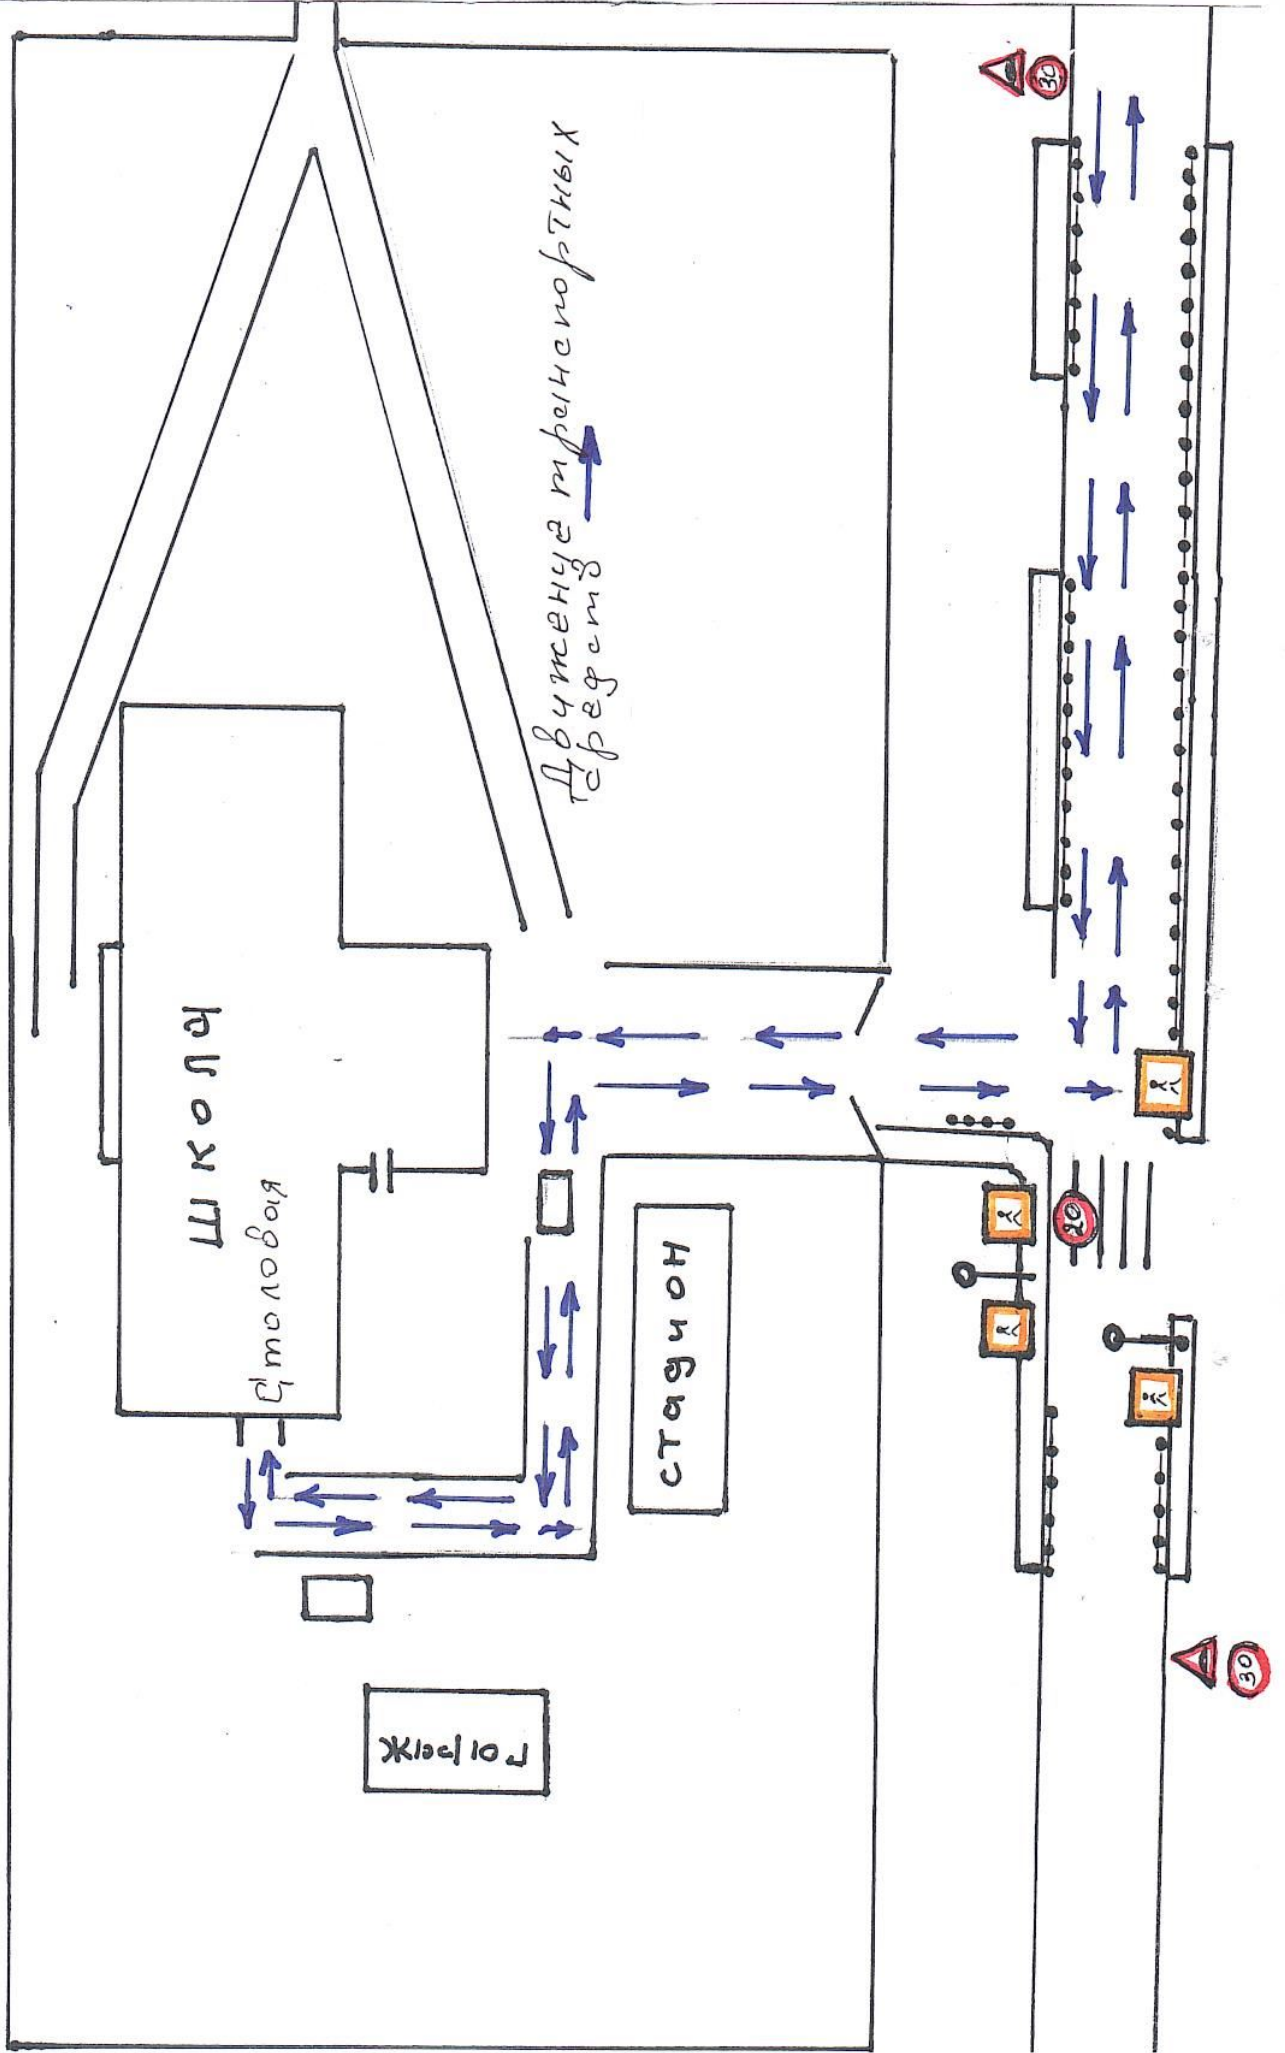 школа
Столовая
гараж
Движение транспортных
средств
стадион
30
20
30